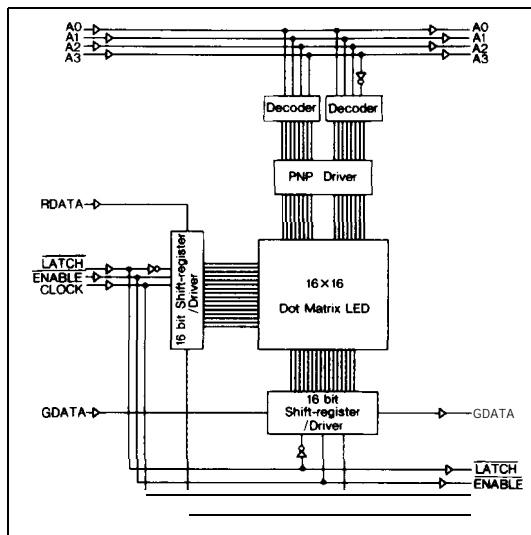 A0 A0
A1 A1
A2 A2
A3 A3
Decoder Decoder
PNP Driver
RDATA
LATCH
ENABLE
CLOCK
16 bit Shift-register
/Driver
16×16
Dot Matrix LED
GDATA
16 bit
Shift-register
/Driver
GDATA
LATCH
ENABLE